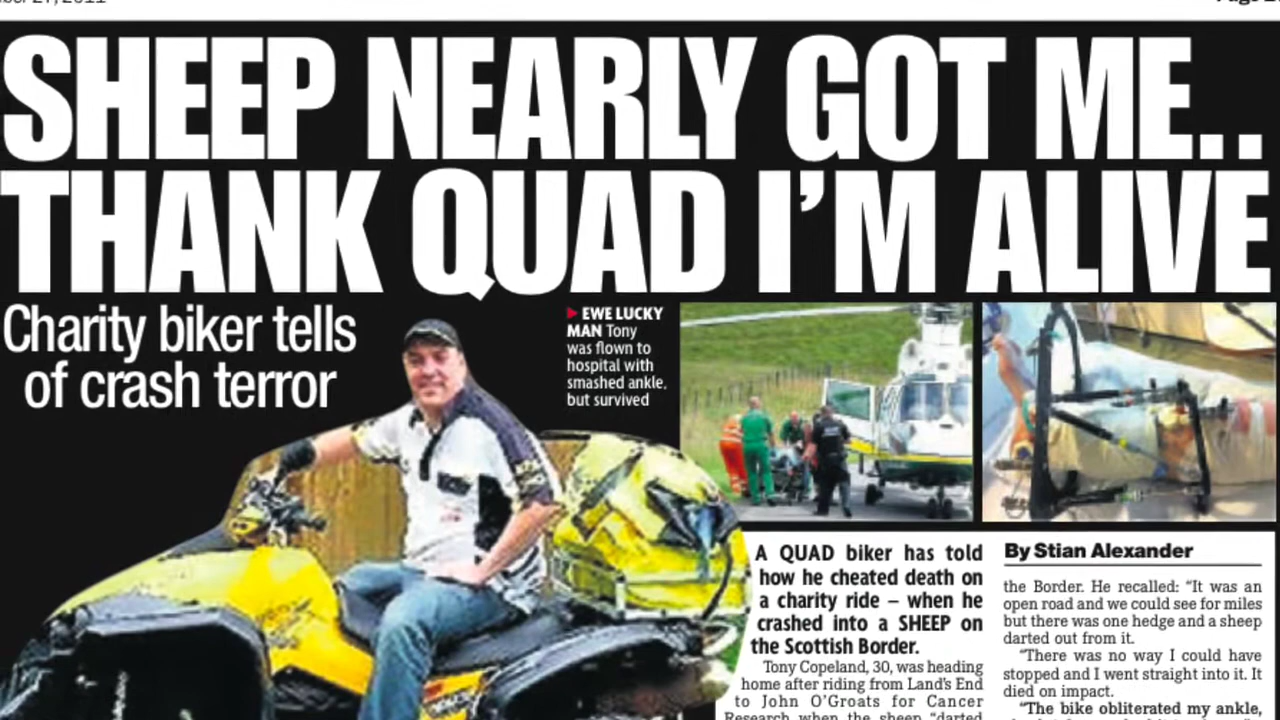 SHEEP NEARLY GOT ME..
THANK QUAD I'M ALIVE
Charity biker tells
of crash terror
▶ EWE LUCKY
MAN Tony
was flown to
hospital with
smashed ankle,
but survived
A QUAD biker has told
how he cheated death on
a charity ride – when he
crashed into a SHEEP on
the Scottish Border.
Tony Copeland, 30, was heading
home after riding from Land's End
to John O'Groats for Cancer
Research when the sheep "darted
By Stian Alexander
the Border. He recalled: "It was an
open road and we could see for miles
but there was one hedge and a sheep
darted out from it.
"There was no way I could have
stopped and I went straight into it. It
died on impact.
"The bike obliterated my ankle,